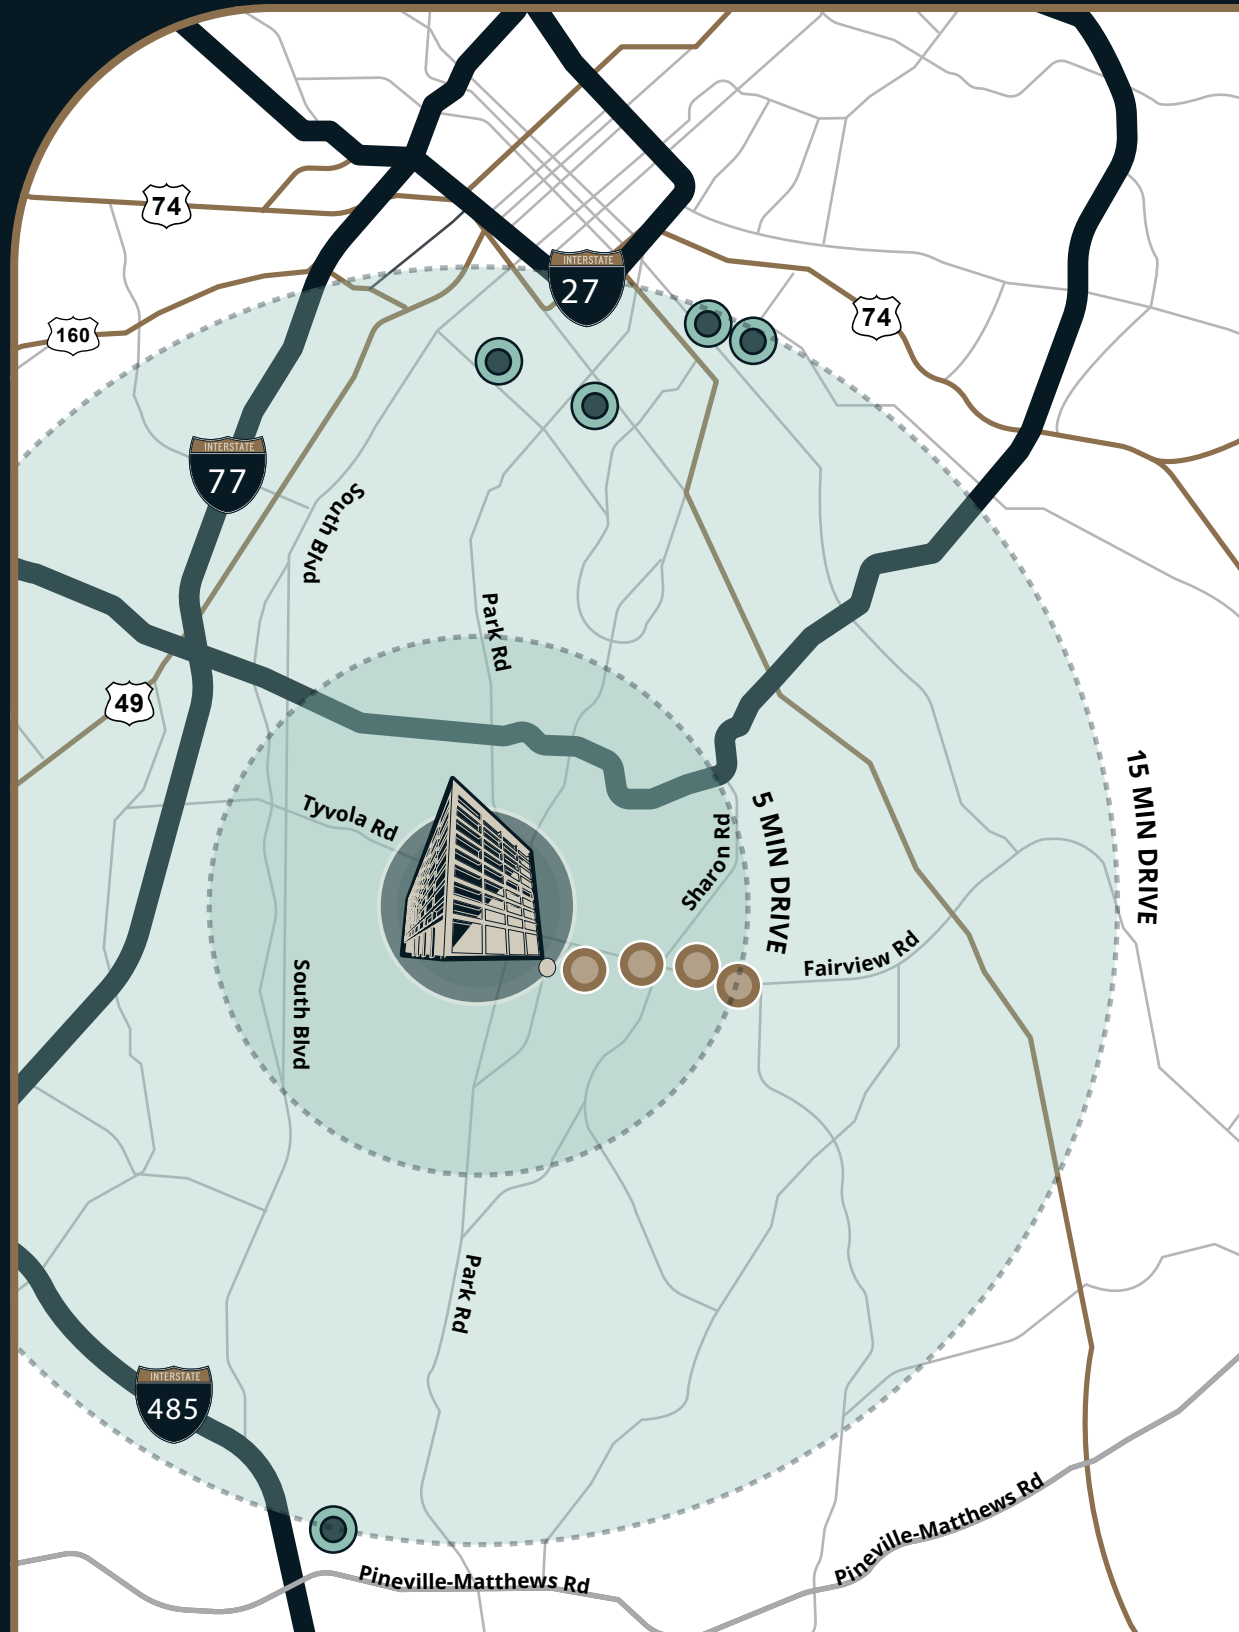 74
INTERSTATE
27
74
160
INTERSTATE
77
South Blvd
Park Rd
49
15 MIN DRIVE
5 MIN DRIVE
Tyvola Rd
Sharon Rd
Fairview Rd
South Blvd
Park Rd
INTERSTATE
485
Pineville-Matthews Rd
Pineville-Matthews Rd